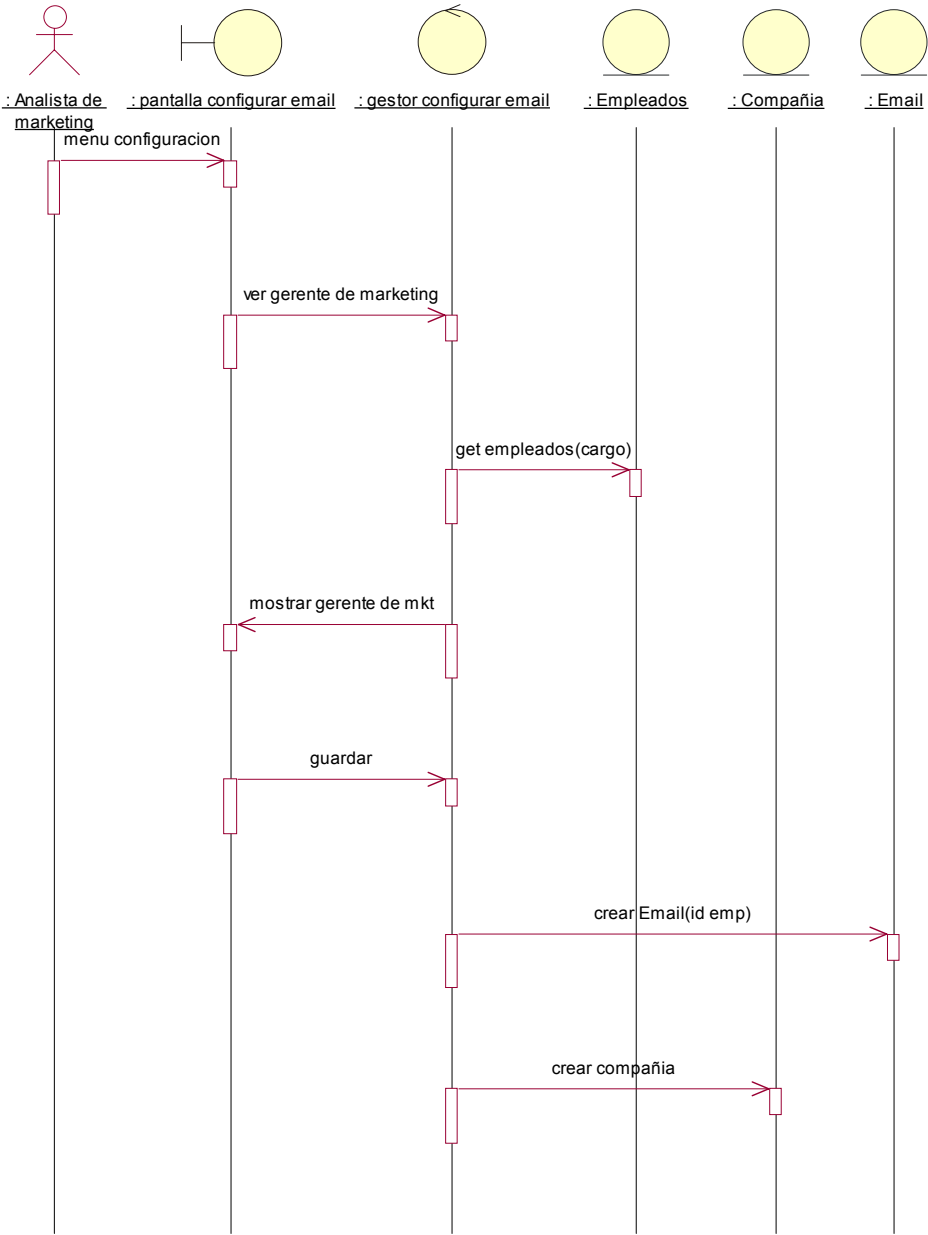 : Analista de
marketing
: pantalla configurar email
: gestor configurar email
: Empleados
: Compañia
: Email
menu configuracion
ver gerente de marketing
get empleados(cargo)
mostrar gerente de mkt
guardar
crear Email(id emp)
crear compañia